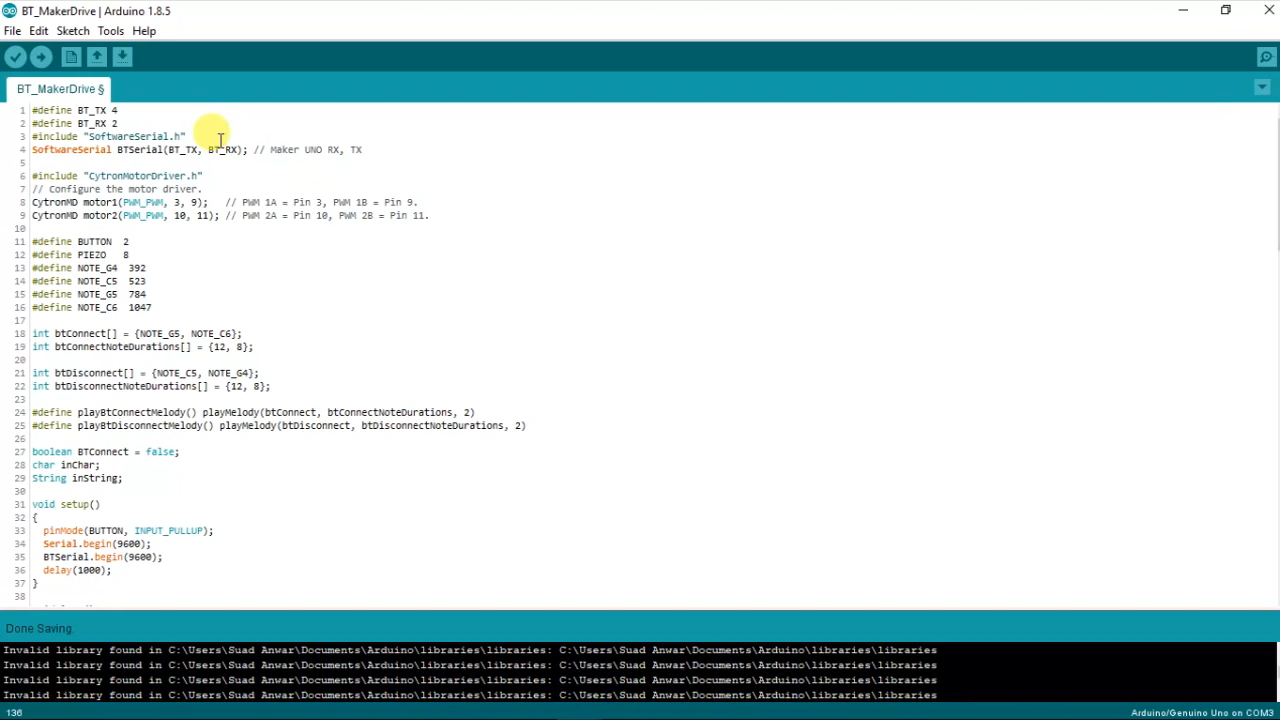 BT_MakerDrive | Arduino 1.8.5
File Edit Sketch Tools Help
BT_MakerDrive §
1 #define BT_TX 4
2 #define BT_RX 2
3 #include "SoftwareSerial.h"
4 SoftwareSerial BTSerial(BT_TX, BT_RX); // Maker UNO RX, TX
5
6 #include "CytronMotorDriver.h"
7 // Configure the motor driver.
8 CytronMD motor1(PWM_PWM, 3, 9);   // PWM 1A = Pin 3, PWM 1B = Pin 9.
9 CytronMD motor2(PWM_PWM, 10, 11); // PWM 2A = Pin 10, PWM 2B = Pin 11.
10
11 #define BUTTON  2
12 #define PIEZO   8
13 #define NOTE_G4  392
14 #define NOTE_C5  523
15 #define NOTE_G5  784
16 #define NOTE_C6  1047
17
18 int btConnect[] = {NOTE_G5, NOTE_C6};
19 int btConnectNoteDurations[] = {12, 8};
20
21 int btDisconnect[] = {NOTE_C5, NOTE_G4};
22 int btDisconnectNoteDurations[] = {12, 8};
23
24 #define playBtConnectMelody() playMelody(btConnect, btConnectNoteDurations, 2)
25 #define playBtDisconnectMelody() playMelody(btDisconnect, btDisconnectNoteDurations, 2)
26
27 boolean BTConnect = false;
28 char inChar;
29 String inString;
30
31 void setup()
32 {
33   pinMode(BUTTON, INPUT_PULLUP);
34   Serial.begin(9600);
35   BTSerial.begin(9600);
36   delay(1000);
37 }
38
Done Saving.
Invalid library found in C:\Users\Suad Anwar\Documents\Arduino\libraries\libraries: C:\Users\Suad Anwar\Documents\Arduino\libraries\libraries
Invalid library found in C:\Users\Suad Anwar\Documents\Arduino\libraries\libraries: C:\Users\Suad Anwar\Documents\Arduino\libraries\libraries
Invalid library found in C:\Users\Suad Anwar\Documents\Arduino\libraries\libraries: C:\Users\Suad Anwar\Documents\Arduino\libraries\libraries
Invalid library found in C:\Users\Suad Anwar\Documents\Arduino\libraries\libraries: C:\Users\Suad Anwar\Documents\Arduino\libraries\libraries
136 Arduino/Genuino Uno on COM3